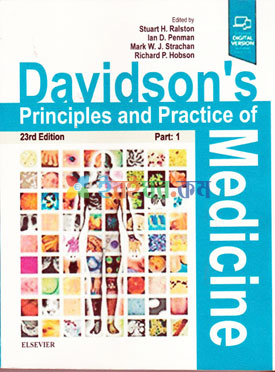 Edited by
Stuart H. Ralston
Ian D. Penman
Mark W. J. Strachan
Richard P. Hobson
DIGITAL
VERSION
Davidson's
Principles and Practice of
23rd Edition
Part: 1
Medicine
ELSEVIER